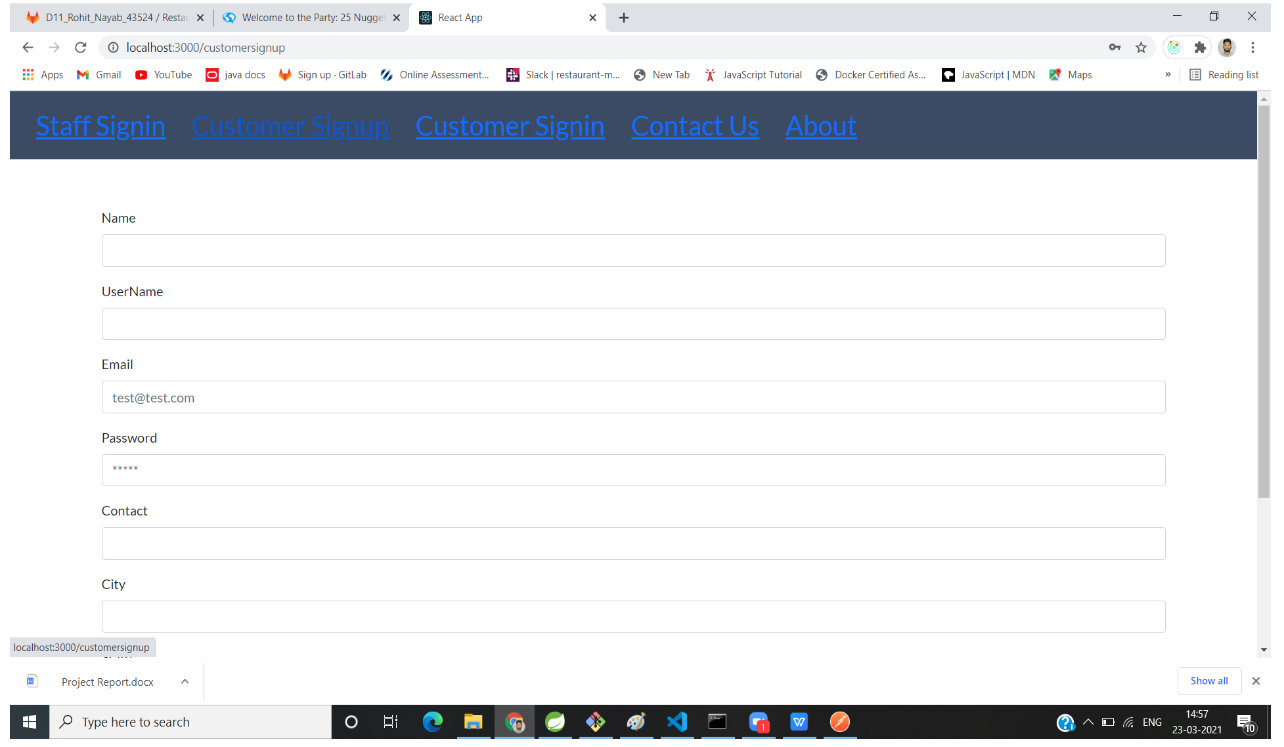 D11_Rohit_Nayab_43524 / Restau
Welcome to the Party: 25 Nugget
React App
localhost:3000/customersignup
Apps Gmail YouTube java docs Sign up · GitLab Online Assessment... Slack | restaurant-m... New Tab JavaScript Tutorial Docker Certified As... JavaScript | MDN Maps » Reading list
Staff Signin Customer Signup Customer Signin Contact Us About
Name
UserName
Email
test@test.com
Password
*****
Contact
City
localhost:3000/customersignup
Project Report.docx
Show all
Type here to search
1
W
ENG
14:57
23-03-2021
10